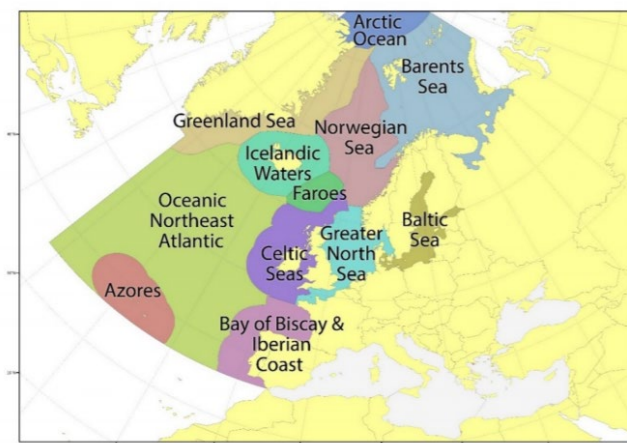 Arctic
Ocean
Barents
Sea
Greenland Sea
Norwegian
Sea
Icelandic
Waters
Faroes
Oceanic
Northeast
Atlantic
Celtic
Seas
Greater
North
Sea
Baltic
Sea
Azores
Bay of Biscay &
Iberian
Coast